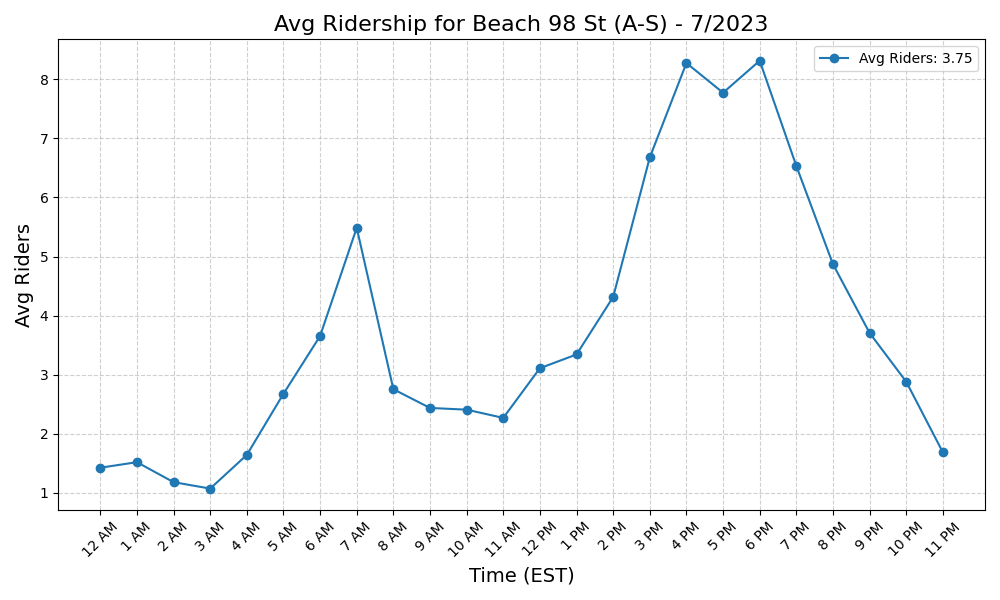 Avg Ridership for Beach 98 St (A-S) - 7/2023
Avg Riders: 3.75
Avg Riders
8
7
6
5
4
3
2
1
12 AM
1 AM
2 AM
3 AM
4 AM
5 AM
6 AM
7 AM
8 AM
9 AM
10 AM
11 AM
12 PM
1 PM
2 PM
3 PM
4 PM
5 PM
6 PM
7 PM
8 PM
9 PM
10 PM
11 PM
Time (EST)